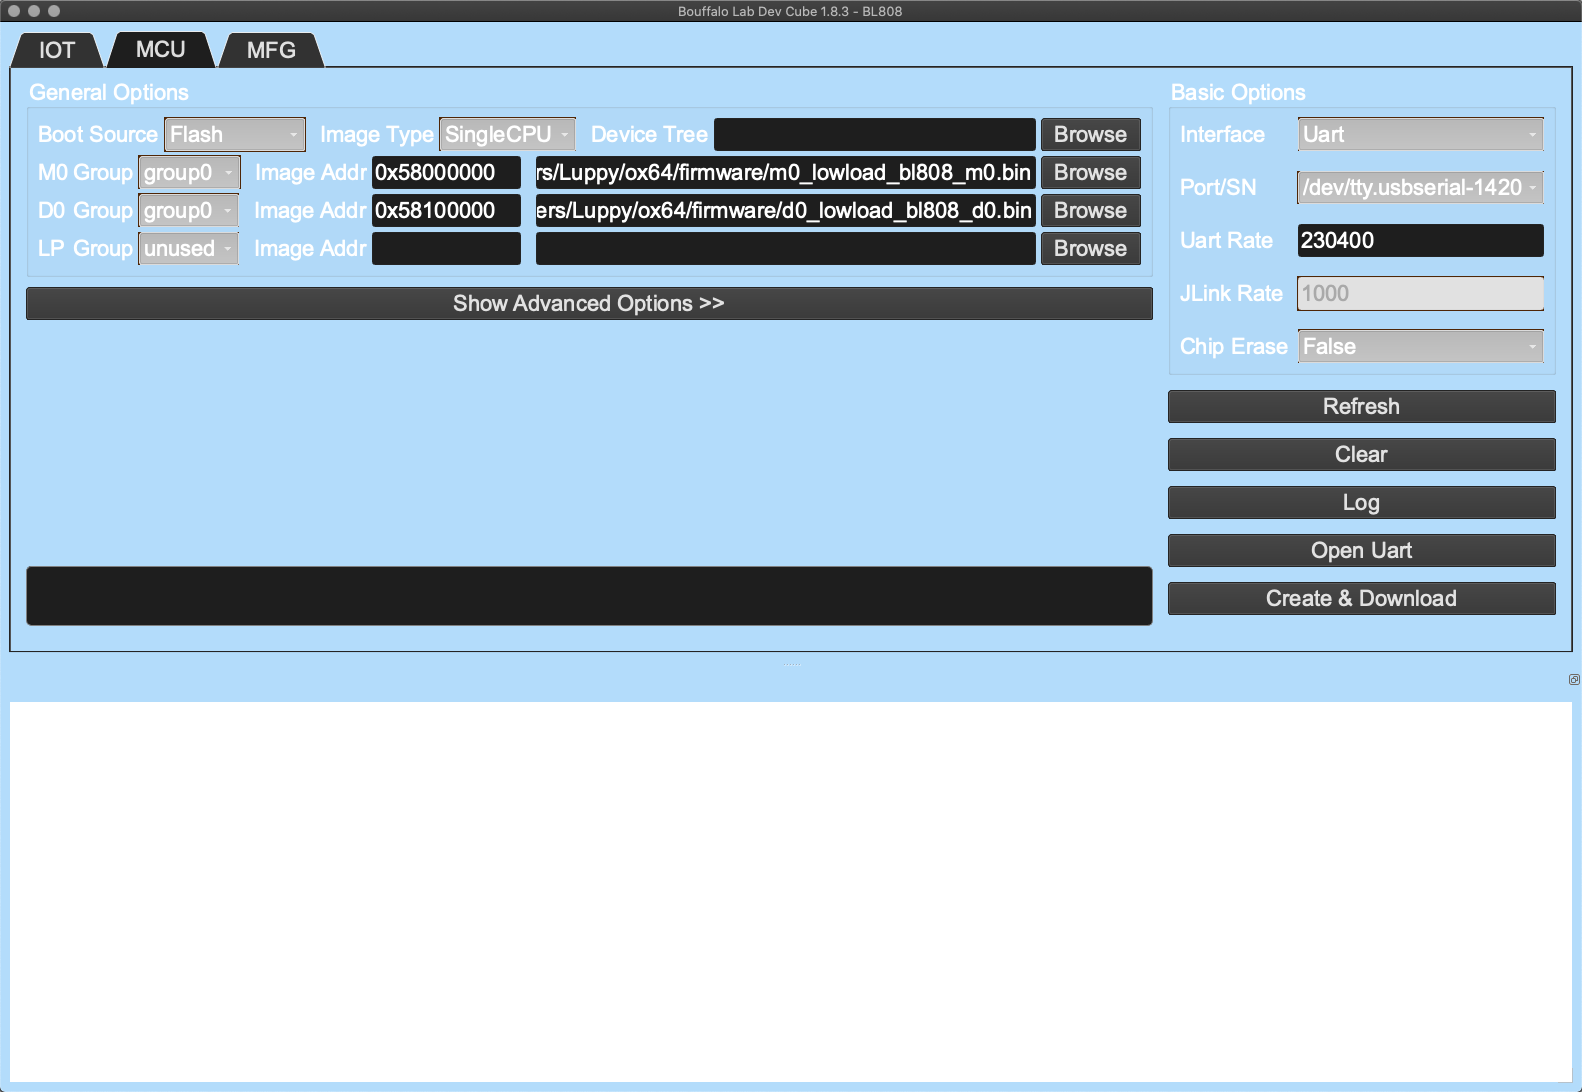 Bouffalo Lab Dev Cube 1.8.3 - BL808
IOT MCU MFG
General Options
Boot Source Flash Image Type SingleCPU Device Tree Browse
M0 Group group0 Image Addr 0x58000000 rs/Luppy/ox64/firmware/m0_lowload_bl808_m0.bin Browse
D0 Group group0 Image Addr 0x58100000 ers/Luppy/ox64/firmware/d0_lowload_bl808_d0.bin Browse
LP Group unused Image Addr Browse
Show Advanced Options >>
Basic Options
Interface Uart
Port/SN /dev/tty.usbserial-1420
Uart Rate 230400
JLink Rate 1000
Chip Erase False
Refresh
Clear
Log
Open Uart
Create & Download